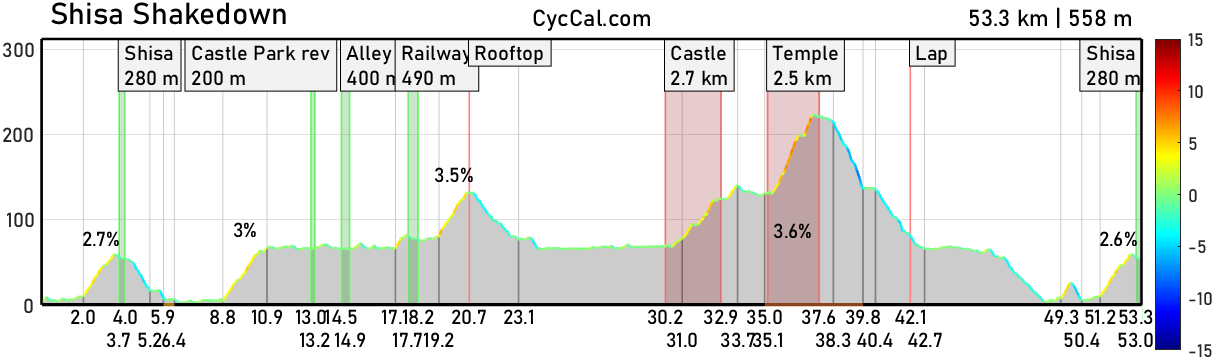 Shisa Shakedown
CycCal.com
53.3 km | 558 m
Shisa
280 m
Castle Park rev
200 m
Alley
400 m
Railway
490 m
Rooftop
Castle
2.7 km
Temple
2.5 km
Lap
Shisa
280 m
300
200
100
0
2.7%
3%
3.5%
3.6%
2.6%
2.0 4.0 5.9 8.8 10.9 13.0 14.5 17.1 18.2 20.7 23.1 30.2 32.9 35.0 37.6 39.8 42.1 49.3 51.2 53.3
3.7 5.2 6.4 13.2 14.9 17.7 19.2 31.0 33.7 35.1 38.3 40.4 42.7 50.4 53.0
15
10
5
0
−5
−10
−15